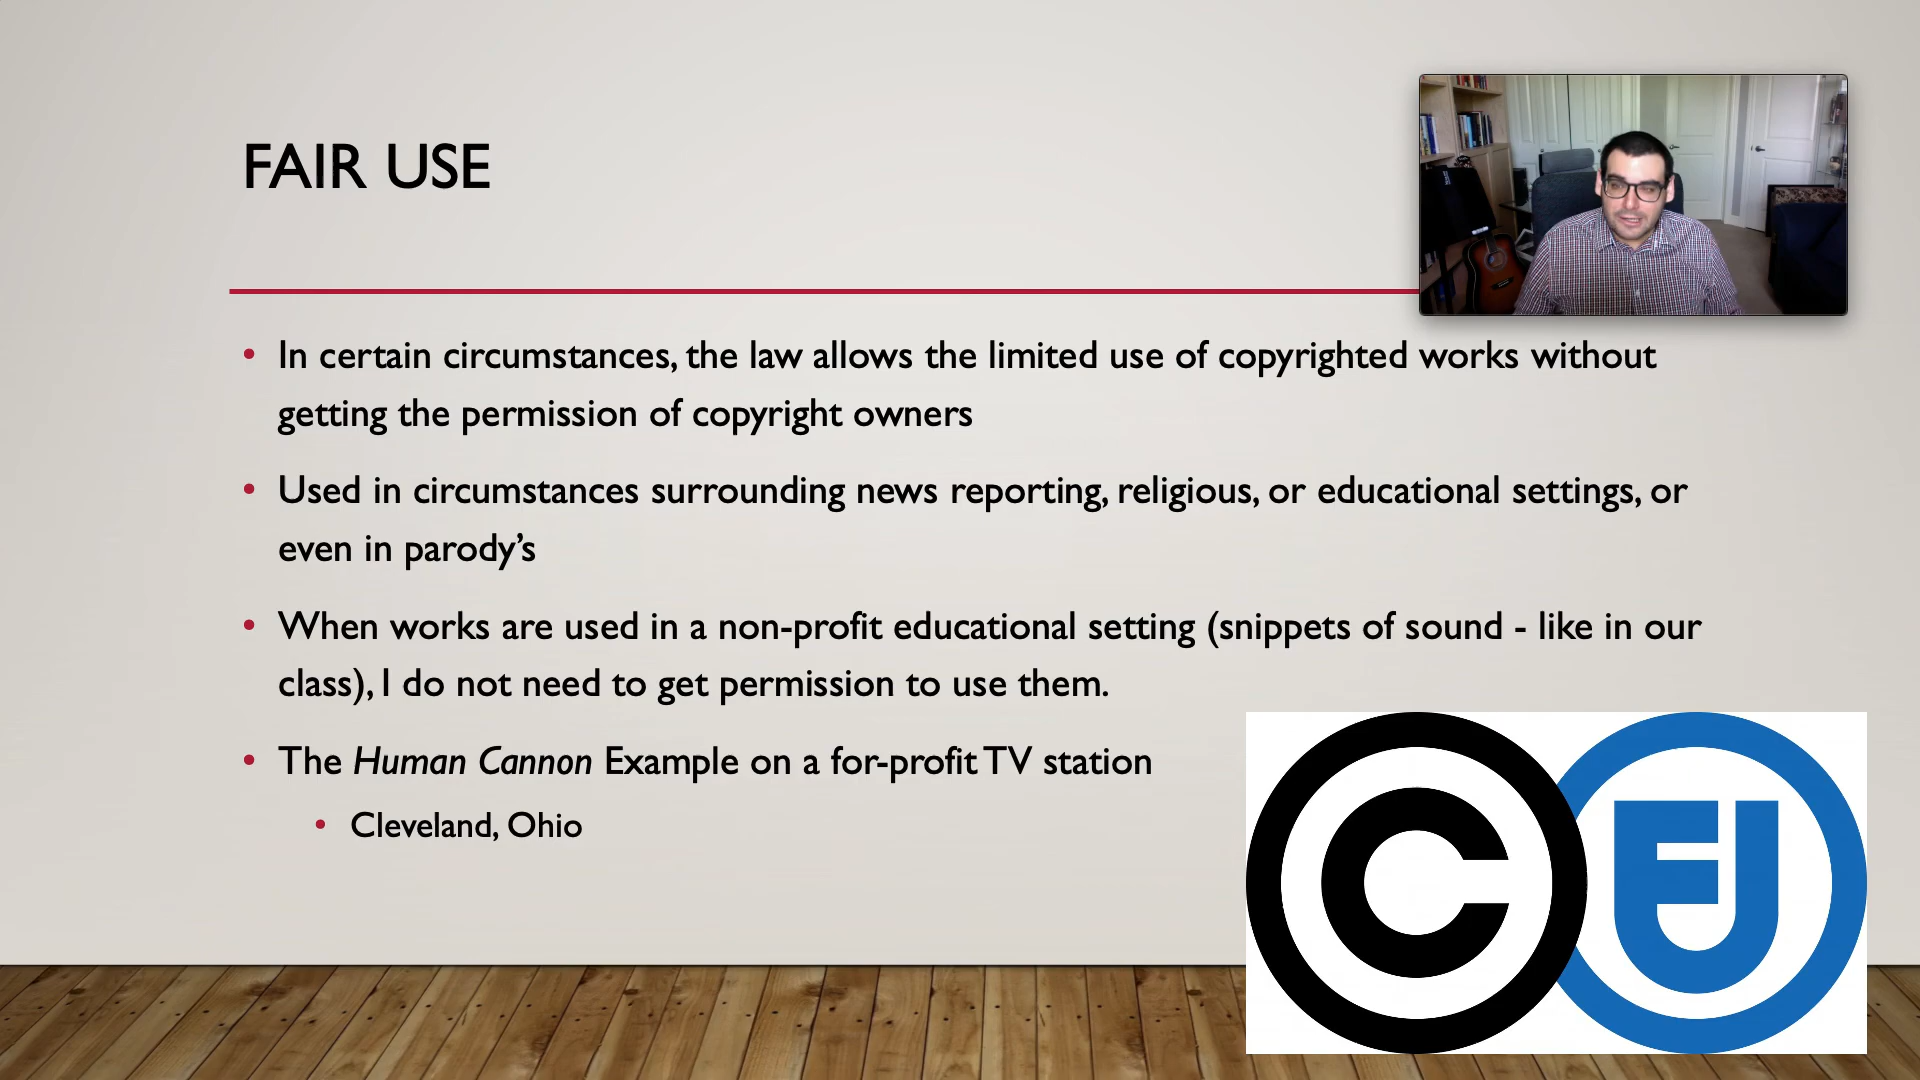 FAIR USE
In certain circumstances, the law allows the limited use of copyrighted works without
getting the permission of copyright owners
Used in circumstances surrounding news reporting, religious, or educational settings, or
even in parody’s
When works are used in a non-profit educational setting (snippets of sound - like in our
class), I do not need to get permission to use them.
The Human Cannon Example on a for-profit TV station
Cleveland, Ohio
C FU